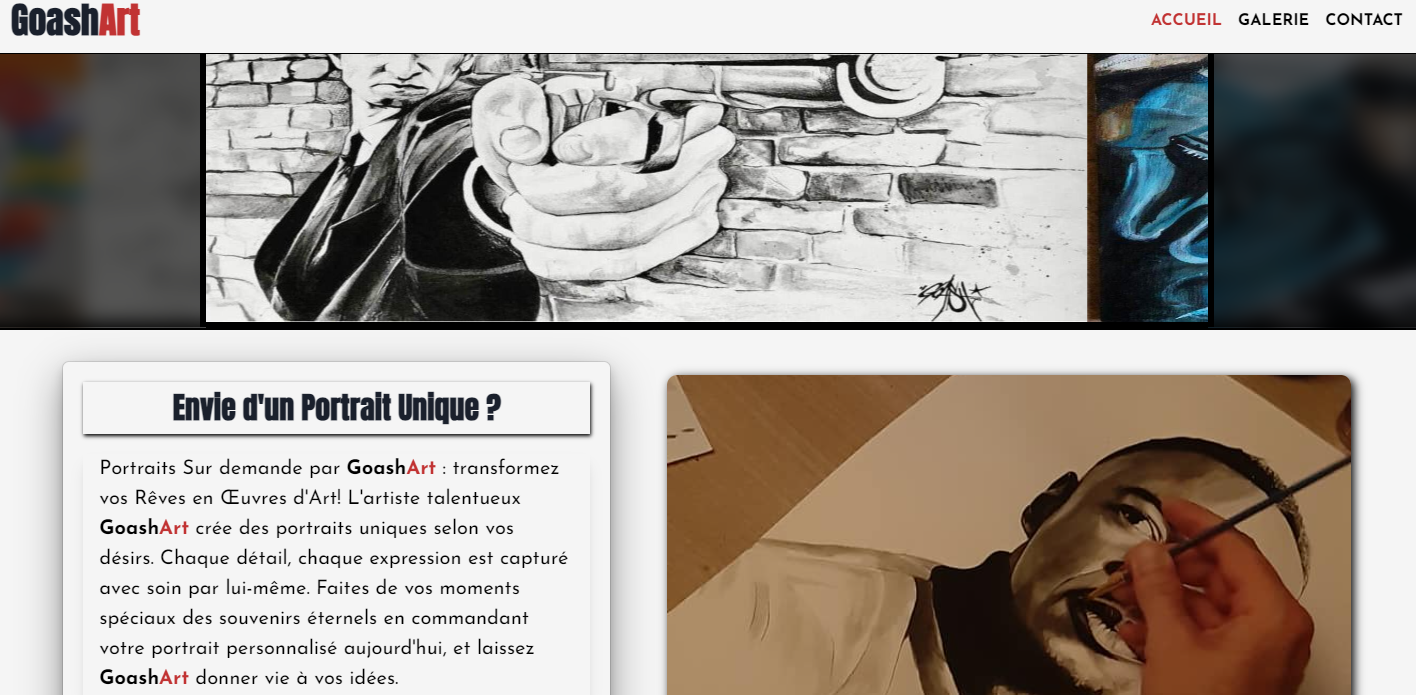 GoashArt
ACCUEIL GALERIE CONTACT
Envie d'un Portrait Unique ?
Portraits Sur demande par GoashArt : transformez
vos Rêves en Œuvres d'Art! L'artiste talentueux
GoashArt crée des portraits uniques selon vos
désirs. Chaque détail, chaque expression est capturé
avec soin par lui-même. Faites de vos moments
spéciaux des souvenirs éternels en commandant
votre portrait personnalisé aujourd'hui, et laissez
GoashArt donner vie à vos idées.